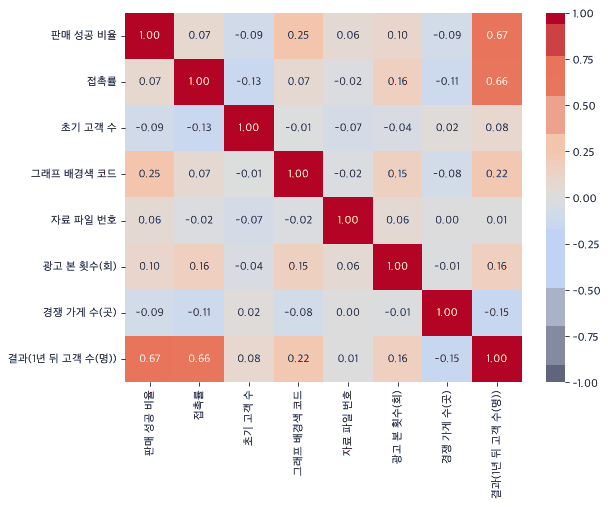 판매 성공 비율 1.00 0.07 -0.09 0.25 0.06 0.10 -0.09 0.67
접촉률 0.07 1.00 -0.13 0.07 -0.02 0.16 -0.11 0.66
초기 고객 수 -0.09 -0.13 1.00 -0.01 -0.07 -0.04 0.02 0.08
그래프 배경색 코드 0.25 0.07 -0.01 1.00 -0.02 0.15 -0.08 0.22
자료 파일 번호 0.06 -0.02 -0.07 -0.02 1.00 0.06 0.00 0.01
광고 본 횟수(회) 0.10 0.16 -0.04 0.15 0.06 1.00 -0.01 0.16
경쟁 가게 수(곳) -0.09 -0.11 0.02 -0.08 0.00 -0.01 1.00 -0.15
결과(1년 뒤 고객 수(명)) 0.67 0.66 0.08 0.22 0.01 0.16 -0.15 1.00
판매 성공 비율
접촉률
초기 고객 수
그래프 배경색 코드
자료 파일 번호
광고 본 횟수(회)
경쟁 가게 수(곳)
결과(1년 뒤 고객 수(명))
1.00
0.75
0.50
0.25
0.00
-0.25
-0.50
-0.75
-1.00